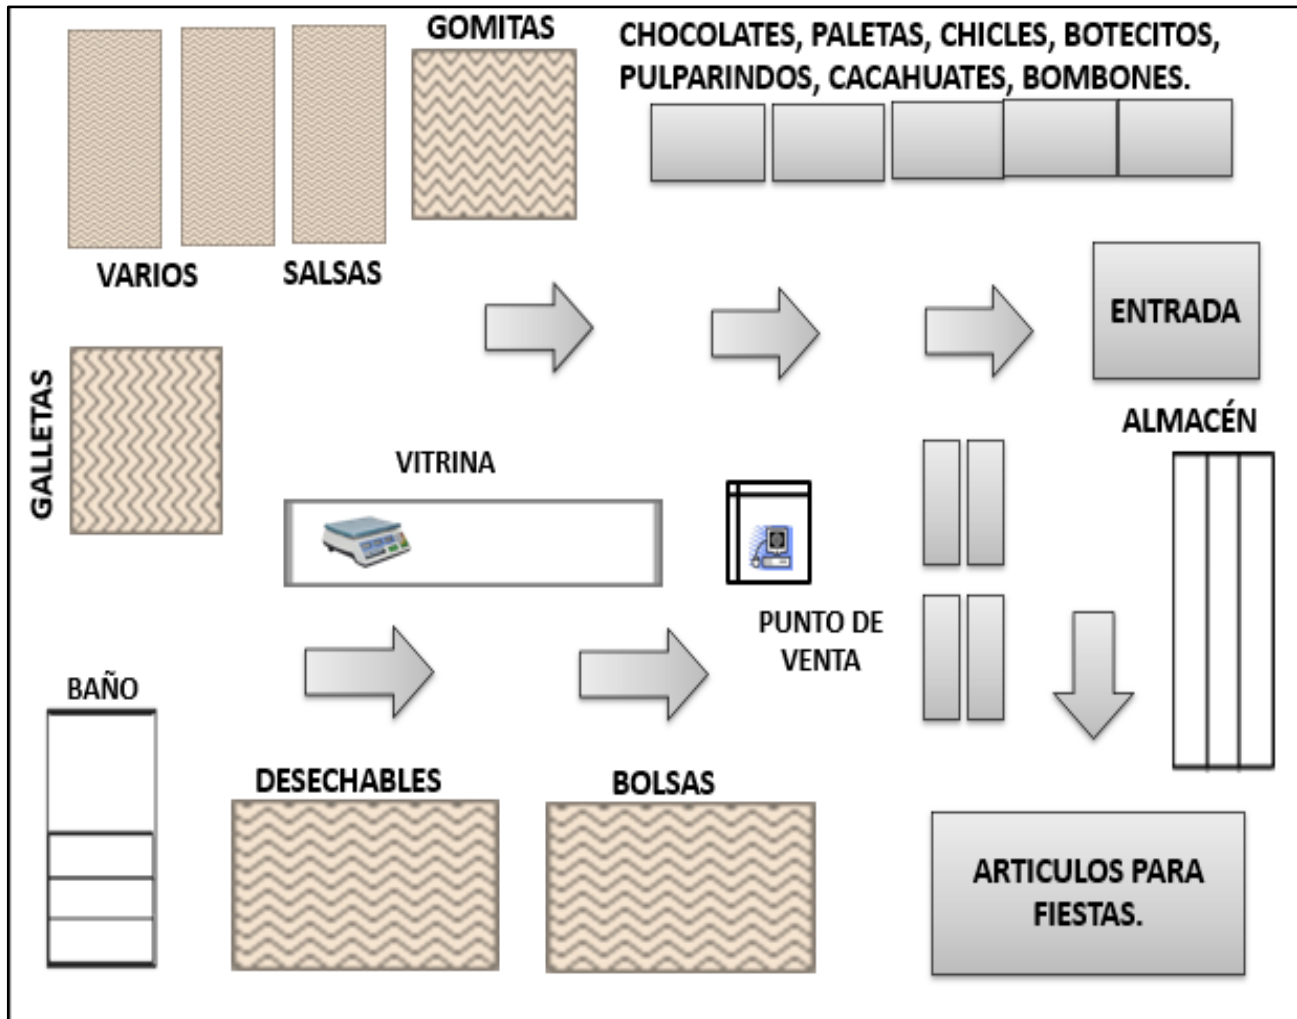 GOMITAS
CHOCOLATES, PALETAS, CHICLES, BOTECITOS,
PULPARINDOS, CACAHUATES, BOMBONES.
VARIOS
SALSAS
ENTRADA
GALLETAS
ALMACÉN
VITRINA
PUNTO DE
VENTA
BAÑO
DESECHABLES
BOLSAS
ARTICULOS PARA
FIESTAS.